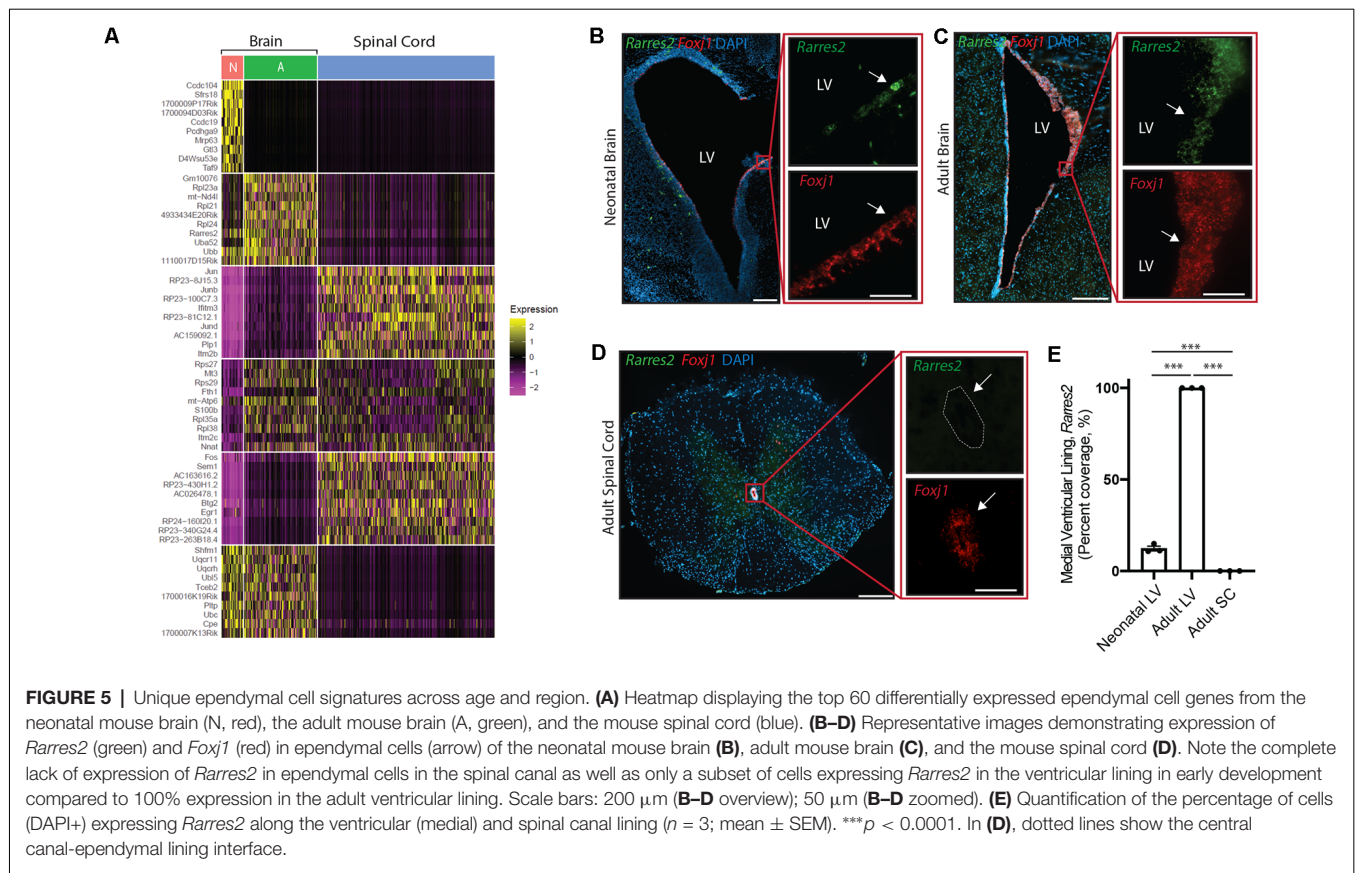 A
Brain
Spinal Cord
N
A
Ccdc104
Sfrs18
1700009P17Rik
1700094D03Rik
Ccdc19
Pcdhga9
Mrp63
Gtl3
D4Wsu53e
Taf9
Gm10076
Rpl23a
mt-Nd4l
Rpl21
4933434E20Rik
Rpl24
Rarres2
Uba52
Ubb
1110017D15Rik
Jun
RP23-8J15.3
Junb
RP23-100C7.3
Ifitm3
RP23-81C12.1
Jund
AC159092.1
Plp1
Itm2b
Rps27
Mt3
Rps29
Fth1
mt-Atp6
S100b
Rpl35a
Rpl38
Itm2c
Nnat
Fos
Sem1
AC163616.2
RP23-430H1.2
AC026478.1
Btg2
Egr1
RP24-160I20.1
RP23-340G24.4
RP23-263B18.4
Shfm1
Uqcr11
Uqcrh
Ubl5
Tceb2
1700016K19Rik
Pltp
Ubc
Cpe
1700007K13Rik
Expression
2
1
0
-1
-2
B
Neonatal Brain
Rarres2 Foxj1 DAPI
LV
Rarres2
LV
Foxj1
LV
C
Adult Brain
Rarres2 Foxj1 DAPI
LV
Rarres2
LV
Foxj1
LV
D
Adult Spinal Cord
Rarres2 Foxj1 DAPI
Rarres2
Foxj1
E
Medial Ventricular Lining, Rarres2
(Percent coverage, %)
***
*** ***
100
50
0
Neonatal LV
Adult LV
Adult SC
FIGURE 5 | Unique ependymal cell signatures across age and region. (A) Heatmap displaying the top 60 differentially expressed ependymal cell genes from the
neonatal mouse brain (N, red), the adult mouse brain (A, green), and the mouse spinal cord (blue). (B–D) Representative images demonstrating expression of
Rarres2 (green) and Foxj1 (red) in ependymal cells (arrow) of the neonatal mouse brain (B), adult mouse brain (C), and the mouse spinal cord (D). Note the complete
lack of expression of Rarres2 in ependymal cells in the spinal canal as well as only a subset of cells expressing Rarres2 in the ventricular lining in early development
compared to 100% expression in the adult ventricular lining. Scale bars: 200 μm (B–D overview); 50 μm (B–D zoomed). (E) Quantification of the percentage of cells
(DAPI+) expressing Rarres2 along the ventricular (medial) and spinal canal lining (n = 3; mean ± SEM). ***p < 0.0001. In (D), dotted lines show the central
canal-ependymal lining interface.